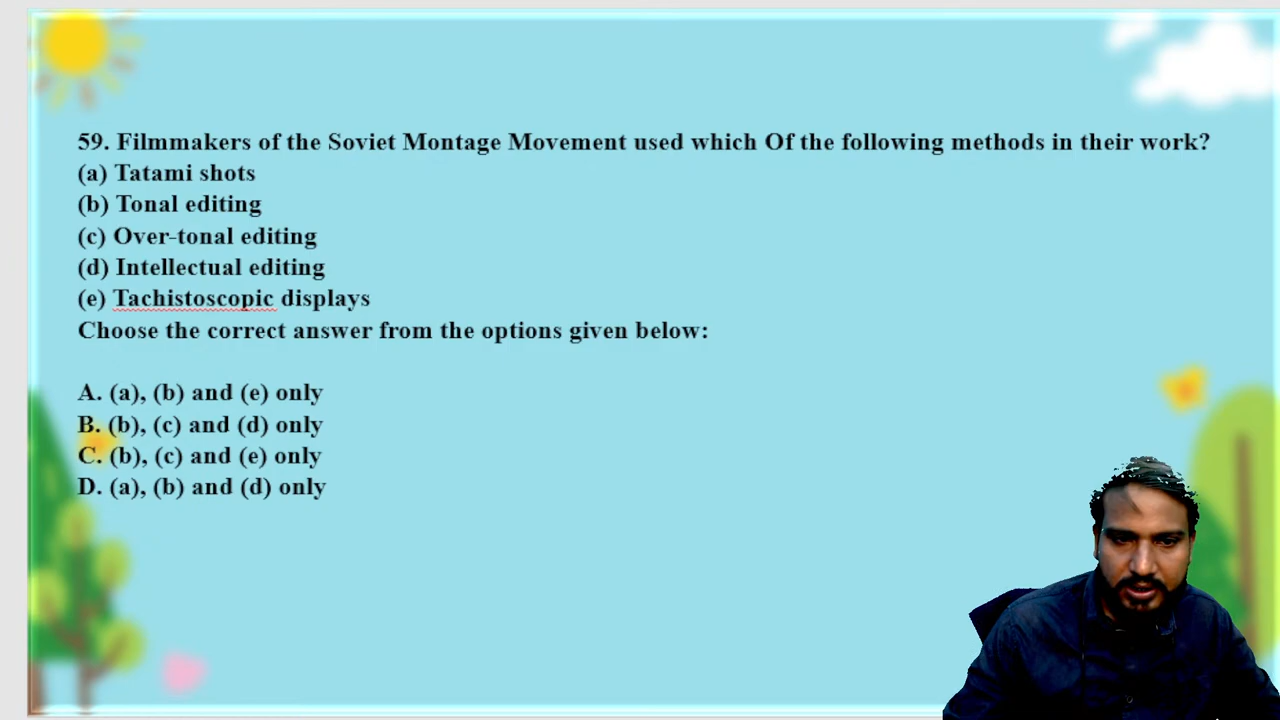 59. Filmmakers of the Soviet Montage Movement used which Of the following methods in their work?
(a) Tatami shots
(b) Tonal editing
(c) Over-tonal editing
(d) Intellectual editing
(e) Tachistoscopic displays
Choose the correct answer from the options given below:
A. (a), (b) and (e) only
B. (b), (c) and (d) only
C. (b), (c) and (e) only
D. (a), (b) and (d) only